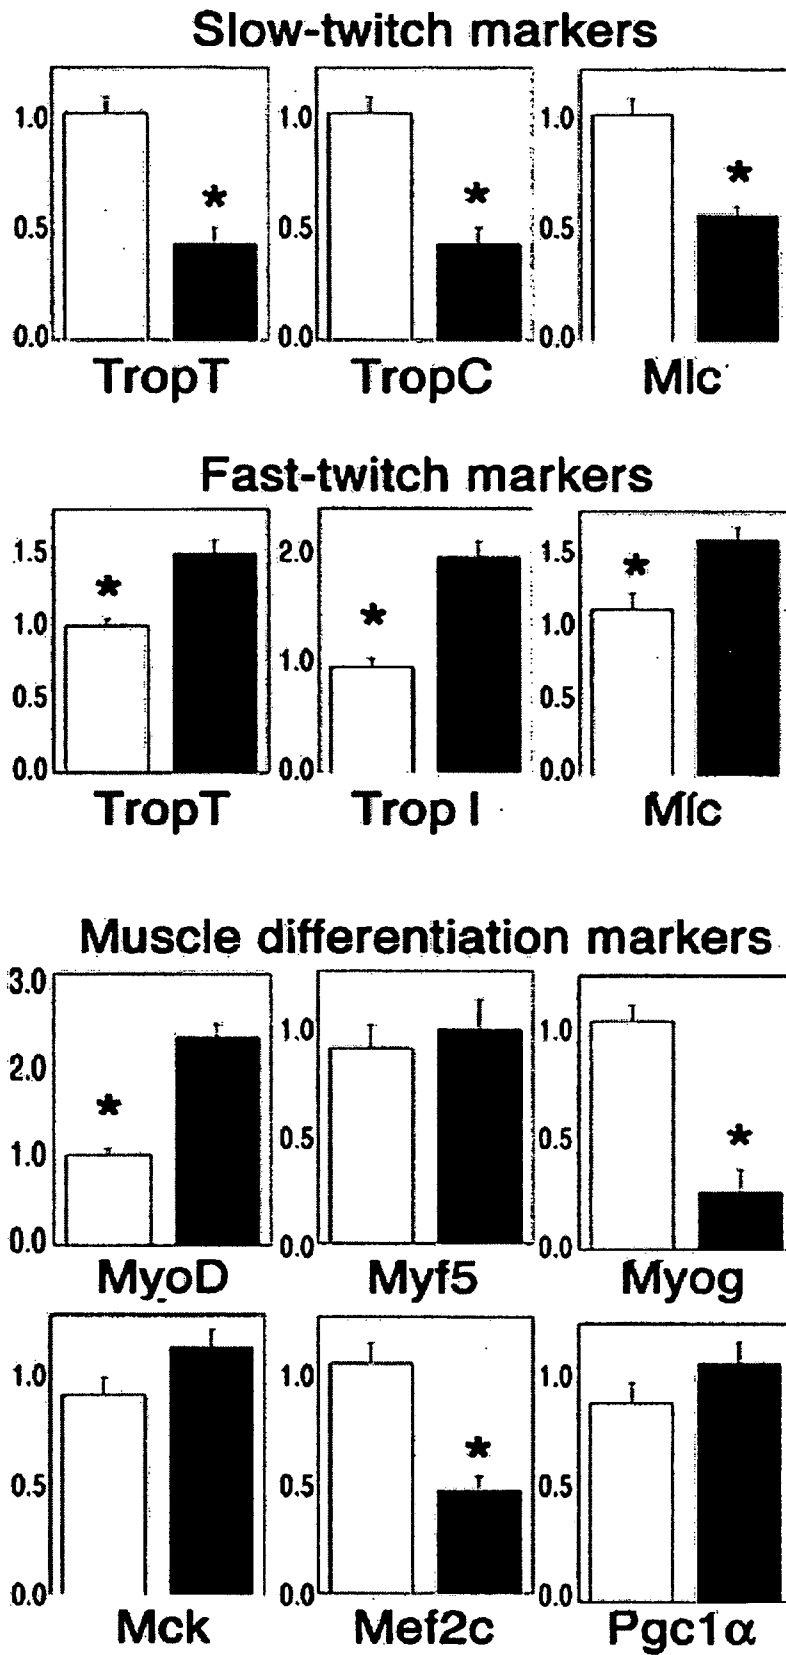 Slow-twitch markers
1.0 1.0 1.0
* * *
0.5 0.5 0.5
0.0 0.0 0.0
TropT TropC Mlc
Fast-twitch markers
1.5 2.0 1.5
* * *
1.0 1.0 1.0
0.5 0.5
0.0 0.0 0.0
TropT Trop I Mlc
Muscle differentiation markers
3.0 1.0 1.0
2.0
* *
1.0 0.5 0.5
0.0 0.0 0.0
MyoD Myf5 Myog
1.0 1.0 1.0
*
0.5 0.5 0.5
0.0 0.0 0.0
Mck Mef2c Pgc1α